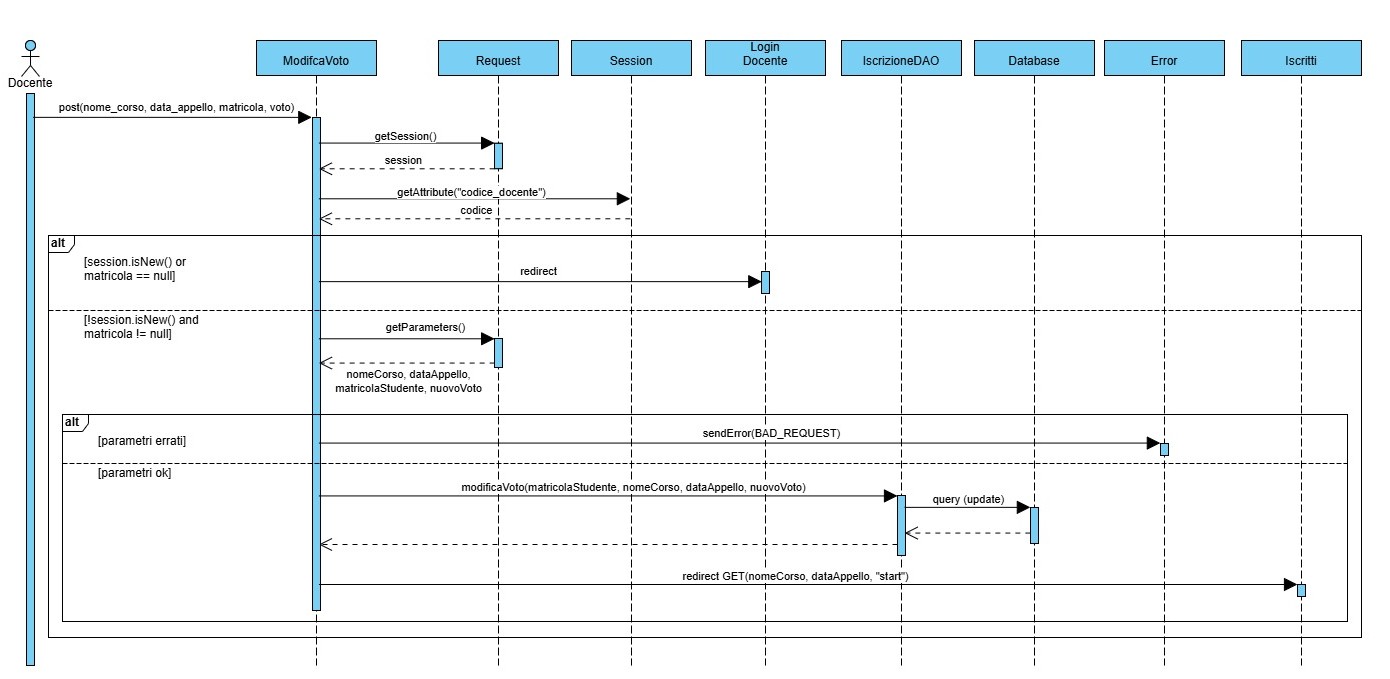 Docente
ModifcaVoto
Request
Session
Login
Docente
IscrizioneDAO
Database
Error
Iscritti
post(nome_corso, data_appello, matricola, voto)
getSession()
session
getAttribute("codice_docente")
codice
alt
[session.isNew() or
matricola == null]
redirect
[!session.isNew() and
matricola != null]
getParameters()
nomeCorso, dataAppello,
matricolaStudente, nuovoVoto
alt
[parametri errati]
sendError(BAD_REQUEST)
[parametri ok]
modificaVoto(matricolaStudente, nomeCorso, dataAppello, nuovoVoto)
query (update)
redirect GET(nomeCorso, dataAppello, "start")